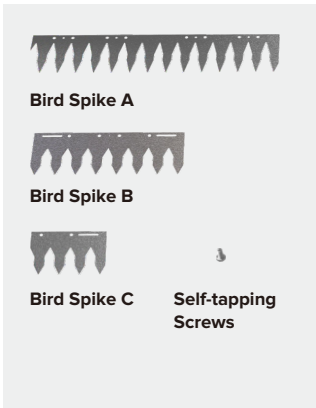 Bird Spike A
Bird Spike B
Bird Spike C
Self-tapping
Screws